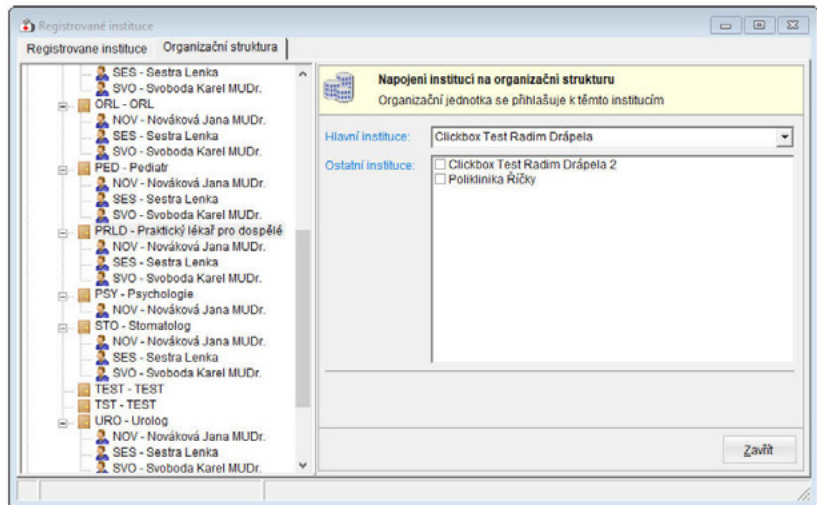 Registrované instituce
Registrovane instituce Organizační struktura
SES - Sestra Lenka
SVO - Svoboda Karel MUDr.
ORL - ORL
NOV - Nováková Jana MUDr.
SES - Sestra Lenka
SVO - Svoboda Karel MUDr.
PED - Pediatr
NOV - Nováková Jana MUDr.
SES - Sestra Lenka
SVO - Svoboda Karel MUDr.
PRLD - Praktický lékař pro dospělé
NOV - Nováková Jana MUDr.
SES - Sestra Lenka
SVO - Svoboda Karel MUDr.
PSY - Psychologie
NOV - Nováková Jana MUDr.
STO - Stomatolog
NOV - Nováková Jana MUDr.
SES - Sestra Lenka
SVO - Svoboda Karel MUDr.
TEST - TEST
TST - TEST
URO - Urolog
NOV - Nováková Jana MUDr.
SES - Sestra Lenka
SVO - Svoboda Karel MUDr.
Napojení institucí na organizační strukturu
Organizační jednotka se přihlašuje k těmto institucím
Hlavní instituce: Clickbox Test Radim Drápela
Ostatní instituce: Clickbox Test Radim Drápela 2
Poliklinika Říčky
Zavřít